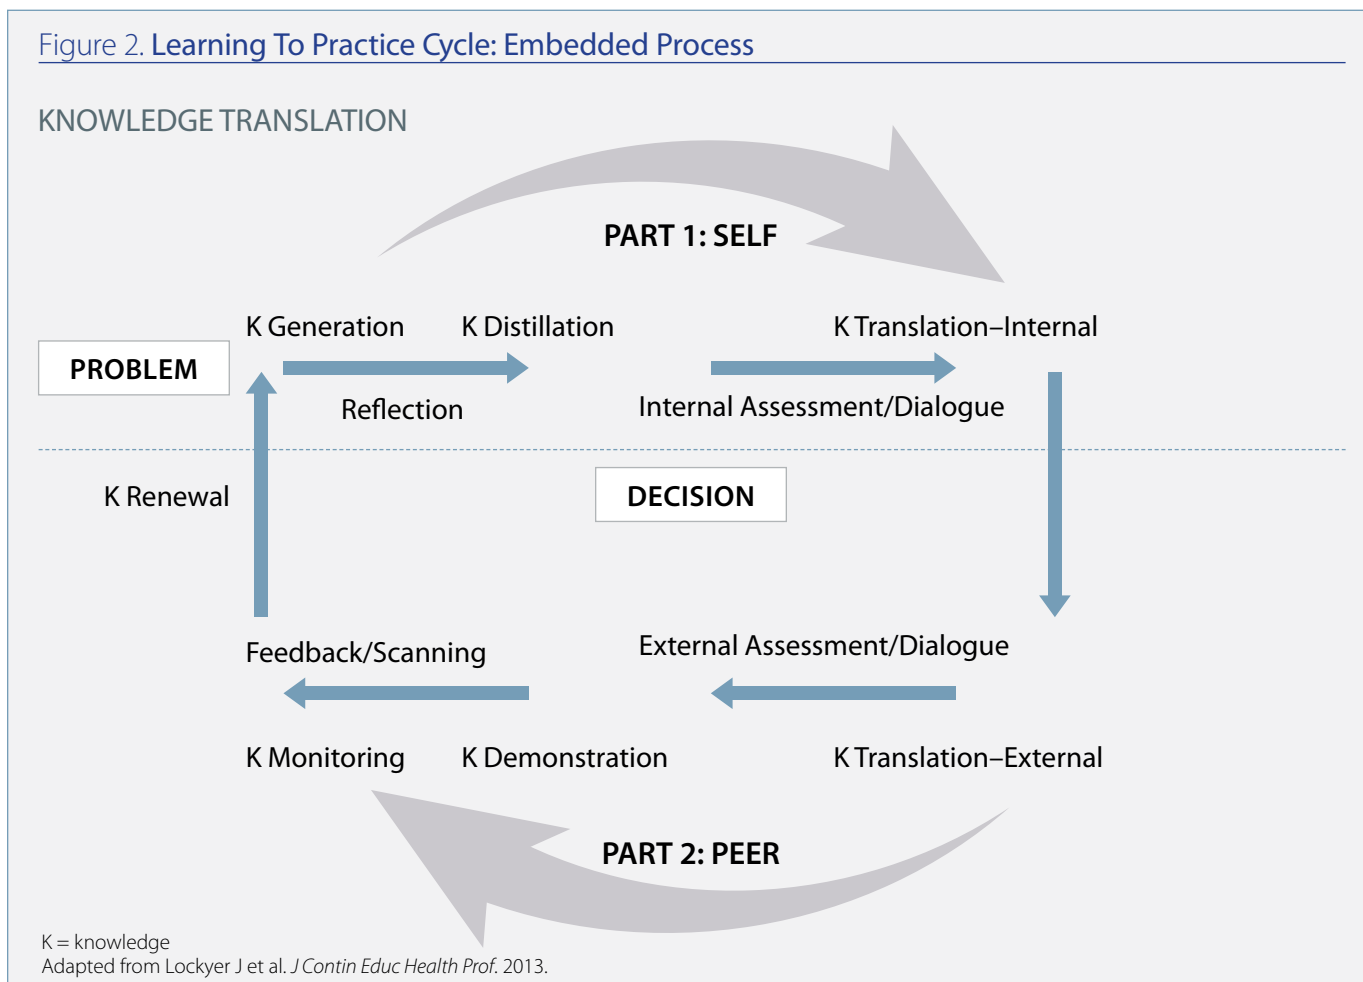 Figure 2. Learning To Practice Cycle: Embedded Process
KNOWLEDGE TRANSLATION
PART 1: SELF
K Generation
K Distillation
K Translation–Internal
PROBLEM
Reflection
Internal Assessment/Dialogue
K Renewal
DECISION
Feedback/Scanning
External Assessment/Dialogue
K Monitoring
K Demonstration
K Translation–External
PART 2: PEER
K = knowledge
Adapted from Lockyer J et al. J Contin Educ Health Prof. 2013.